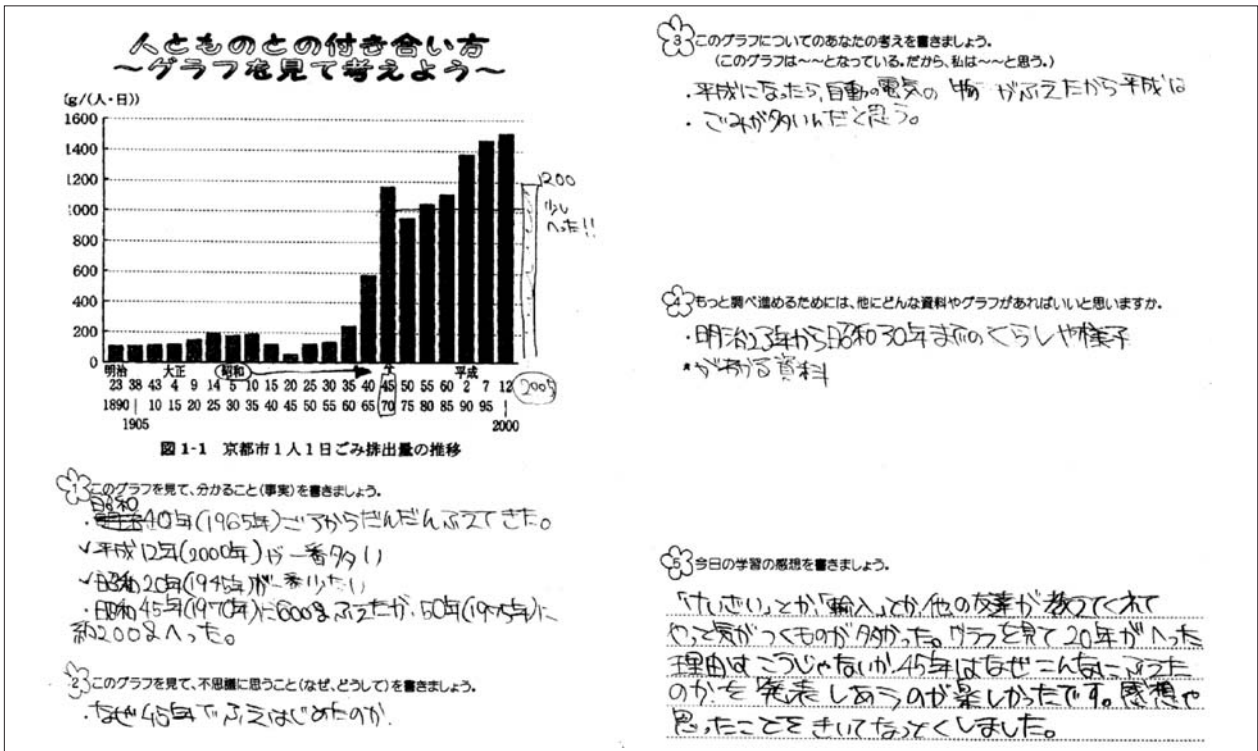 人とものとの付き合い方
～グラフを見て考えよう～
(g/(人・日))
1600
1400
1200
1000
800
600
400
200
0
1200
少し
へった!!
明治 大正 昭和 平成
23 38 43 4 9 14 5 10 15 20 25 30 35 40 45 50 55 60 2 7 12
2005
1890 | 10 15 20 25 30 35 40 45 50 55 60 65 70 75 80 85 90 95 |
1905 2000
図1-1 京都市1人1日ごみ排出量の推移
1 このグラフを見て、分かること(事実)を書きましょう。
昭和
・40年(1965年)ごろからだんだんふえてきた。
✓平成12年(2000年)が一番多い
✓昭和20年(1945年)が一番少ない
・昭和45年(1970年)に600gふえたが、50年(1975年)に
約200gへった。
2 このグラフを見て、不思議に思うこと(なぜ、どうして)を書きましょう。
・なぜ45年でふえはじめたのか
3 このグラフについてのあなたの考えを書きましょう。
(このグラフは～～となっている。だから、私は～～と思う。)
・平成になったら、自動の電気の物がふえたから平成は
・ごみが多いんだと思う。
4 もっと調べ進めるためには、他にどんな資料やグラフがあればいいと思いますか。
・明治23年から昭和30年までのくらしや様子
・がわかる資料
5 今日の学習の感想を書きましょう。
「けいざい」とか「輸入」とか、他の友達が教えてくれて
やっと気がつくものが多かった。グラフを見て20年がへった
理由はこうじゃないか、45年はなぜこんなにふえた
のかを発表しあうのが楽しかったです。感想や
思ったことをきいてなっとくしました。